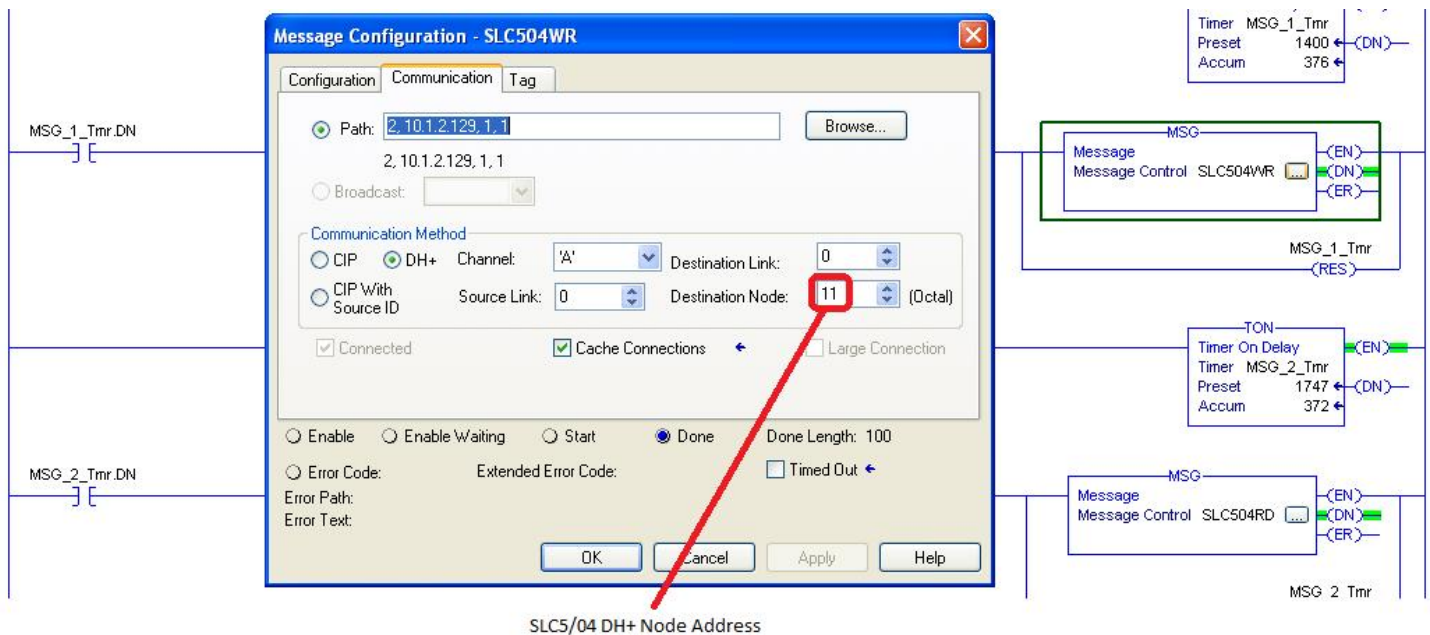 Timer MSG_1_Tmr
Preset 1400 (DN)
Accum 376
Message Configuration - SLC504WR
Configuration Communication Tag
MSG_1_Tmr.DN
Path: 2, 10.1.2.129, 1, 1 Browse...
2, 10.1.2.129, 1, 1
Broadcast:
Communication Method
CIP DH+ Channel: 'A' Destination Link: 0
CIP With Source ID Source Link: 0 Destination Node: 11 (Octal)
Connected Cache Connections Large Connection
Enable Enable Waiting Start Done Done Length: 100
Error Code: Extended Error Code: Timed Out
Error Path:
Error Text:
OK Cancel Apply Help
MSG
Message (EN)
Message Control SLC504WR ... (DN)
(ER)
MSG_1_Tmr
(RES)
TON
Timer On Delay (EN)
Timer MSG_2_Tmr
Preset 1747 (DN)
Accum 372
MSG_2_Tmr.DN
MSG
Message (EN)
Message Control SLC504RD ... (DN)
(ER)
MSG_2_Tmr
SLC5/04 DH+ Node Address